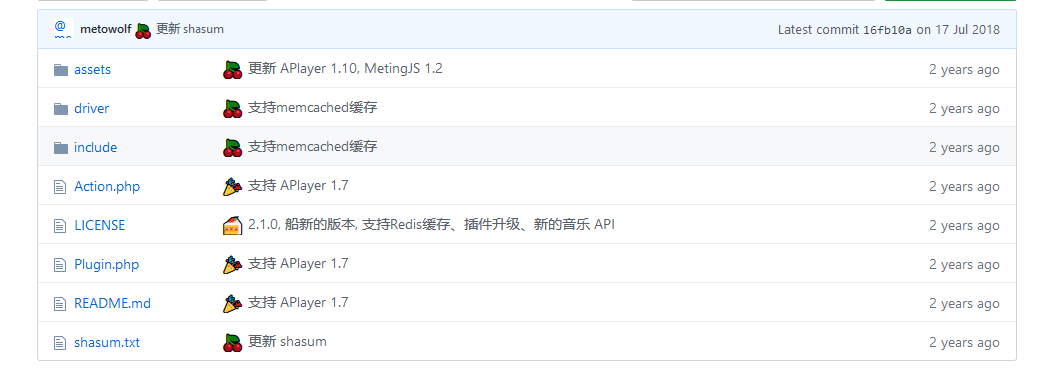 metowolf 更新 shasum Latest commit 16fb10a on 17 Jul 2018
assets 更新 APlayer 1.10, MetingJS 1.2 2 years ago
driver 支持memcached缓存 2 years ago
include 支持memcached缓存 2 years ago
Action.php 支持 APlayer 1.7 2 years ago
LICENSE 2.1.0, 船新的版本, 支持Redis缓存、插件升级、新的音乐 API 2 years ago
Plugin.php 支持 APlayer 1.7 2 years ago
README.md 支持 APlayer 1.7 2 years ago
shasum.txt 更新 shasum 2 years ago